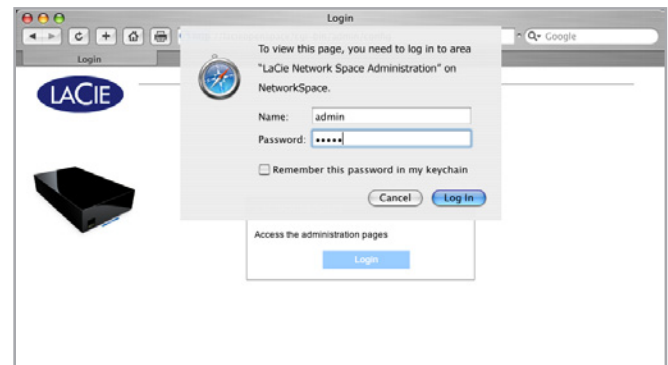 Login
Google
Login
To view this page, you need to log in to area
"LaCie Network Space Administration" on
NetworkSpace.
Name: admin
Password: •••••
Remember this password in my keychain
Cancel Log In
LACIE
Access the administration pages
Login